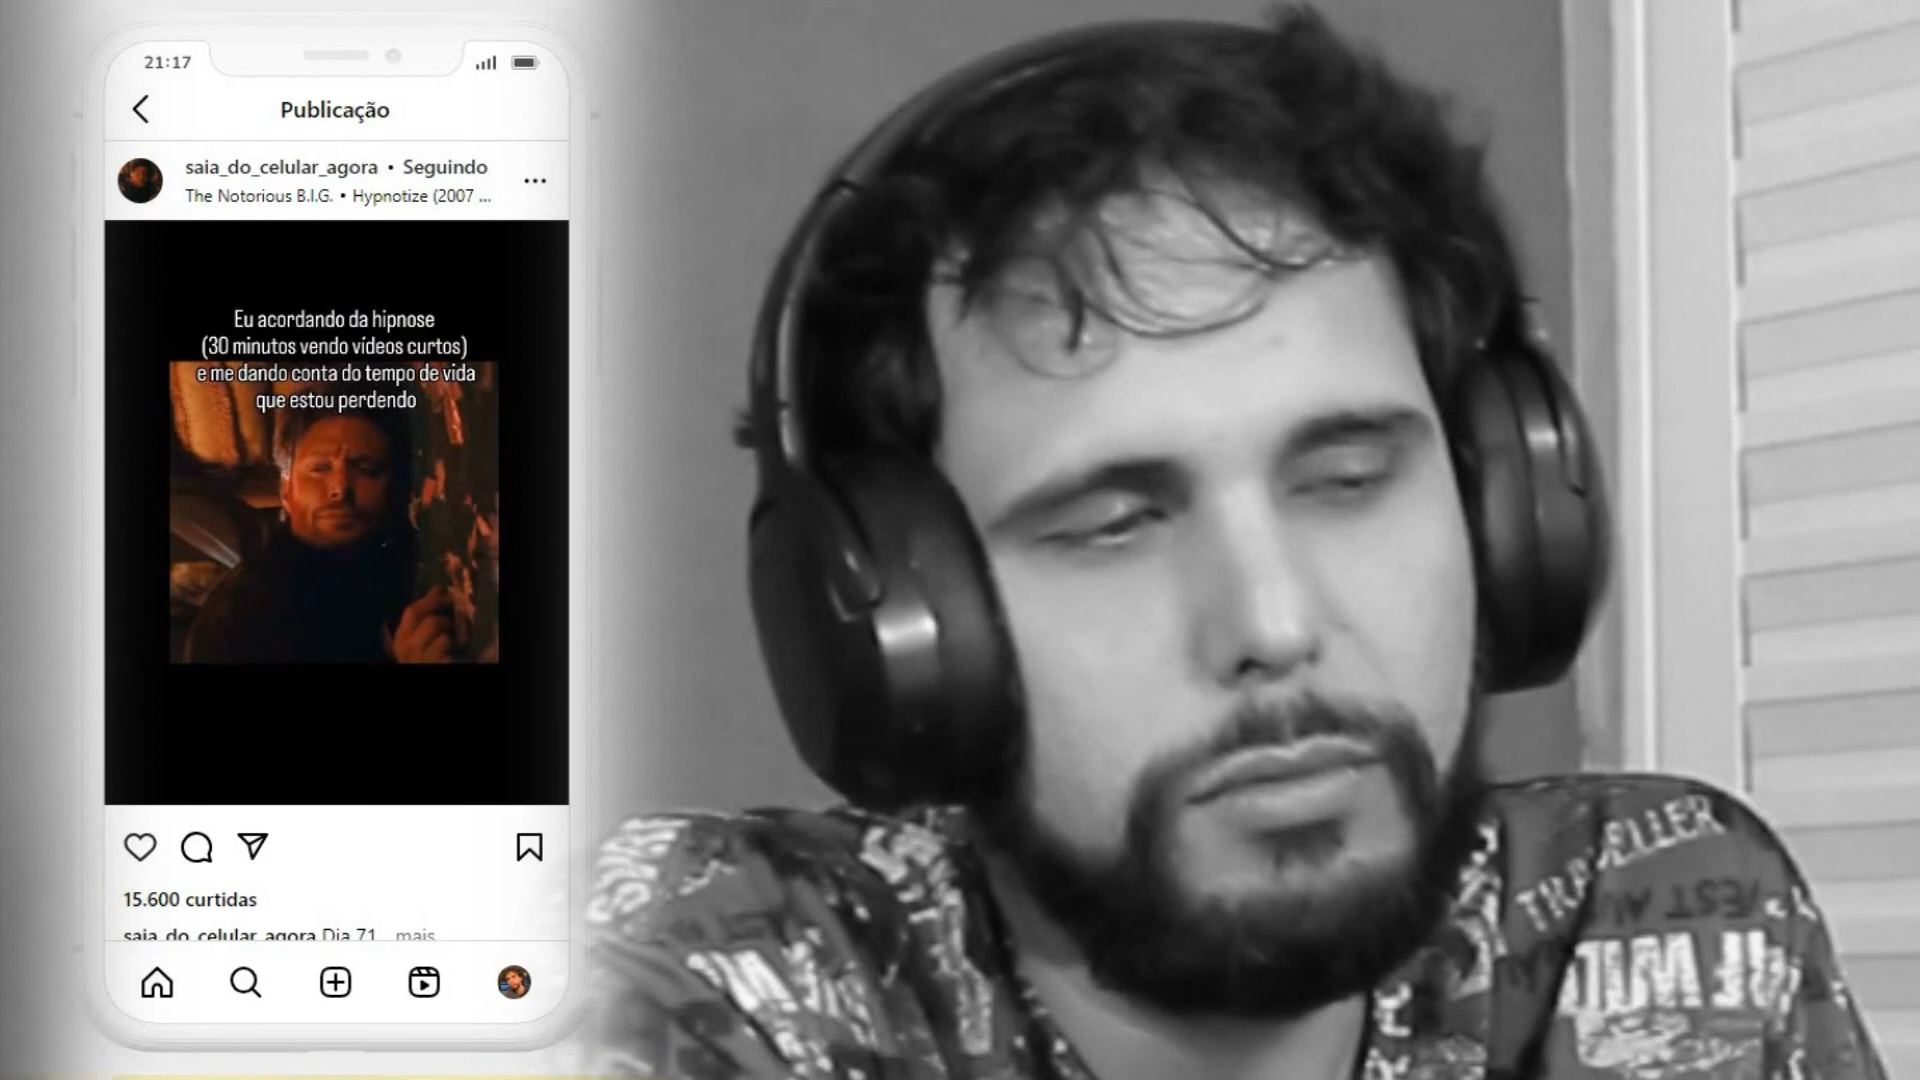 21:17
Publicação
saia_do_celular_agora • Seguindo
The Notorious B.I.G. • Hypnotize (2007 ...
Eu acordando da hipnose
(30 minutos vendo vídeos curtos)
e me dando conta do tempo de vida
que estou perdendo
15.600 curtidas
saia_do_celular_agora Dia 71... mais
TRAVELLER